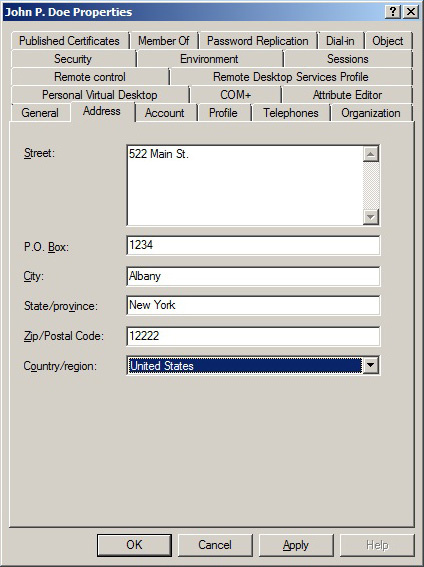 John P. Doe Properties
Published Certificates Member Of Password Replication Dial-in Object
Security Environment Sessions
Remote control Remote Desktop Services Profile
Personal Virtual Desktop COM+ Attribute Editor
General Address Account Profile Telephones Organization
Street: 522 Main St.
P.O. Box: 1234
City: Albany
State/province: New York
Zip/Postal Code: 12222
Country/region: United States
OK Cancel Apply Help